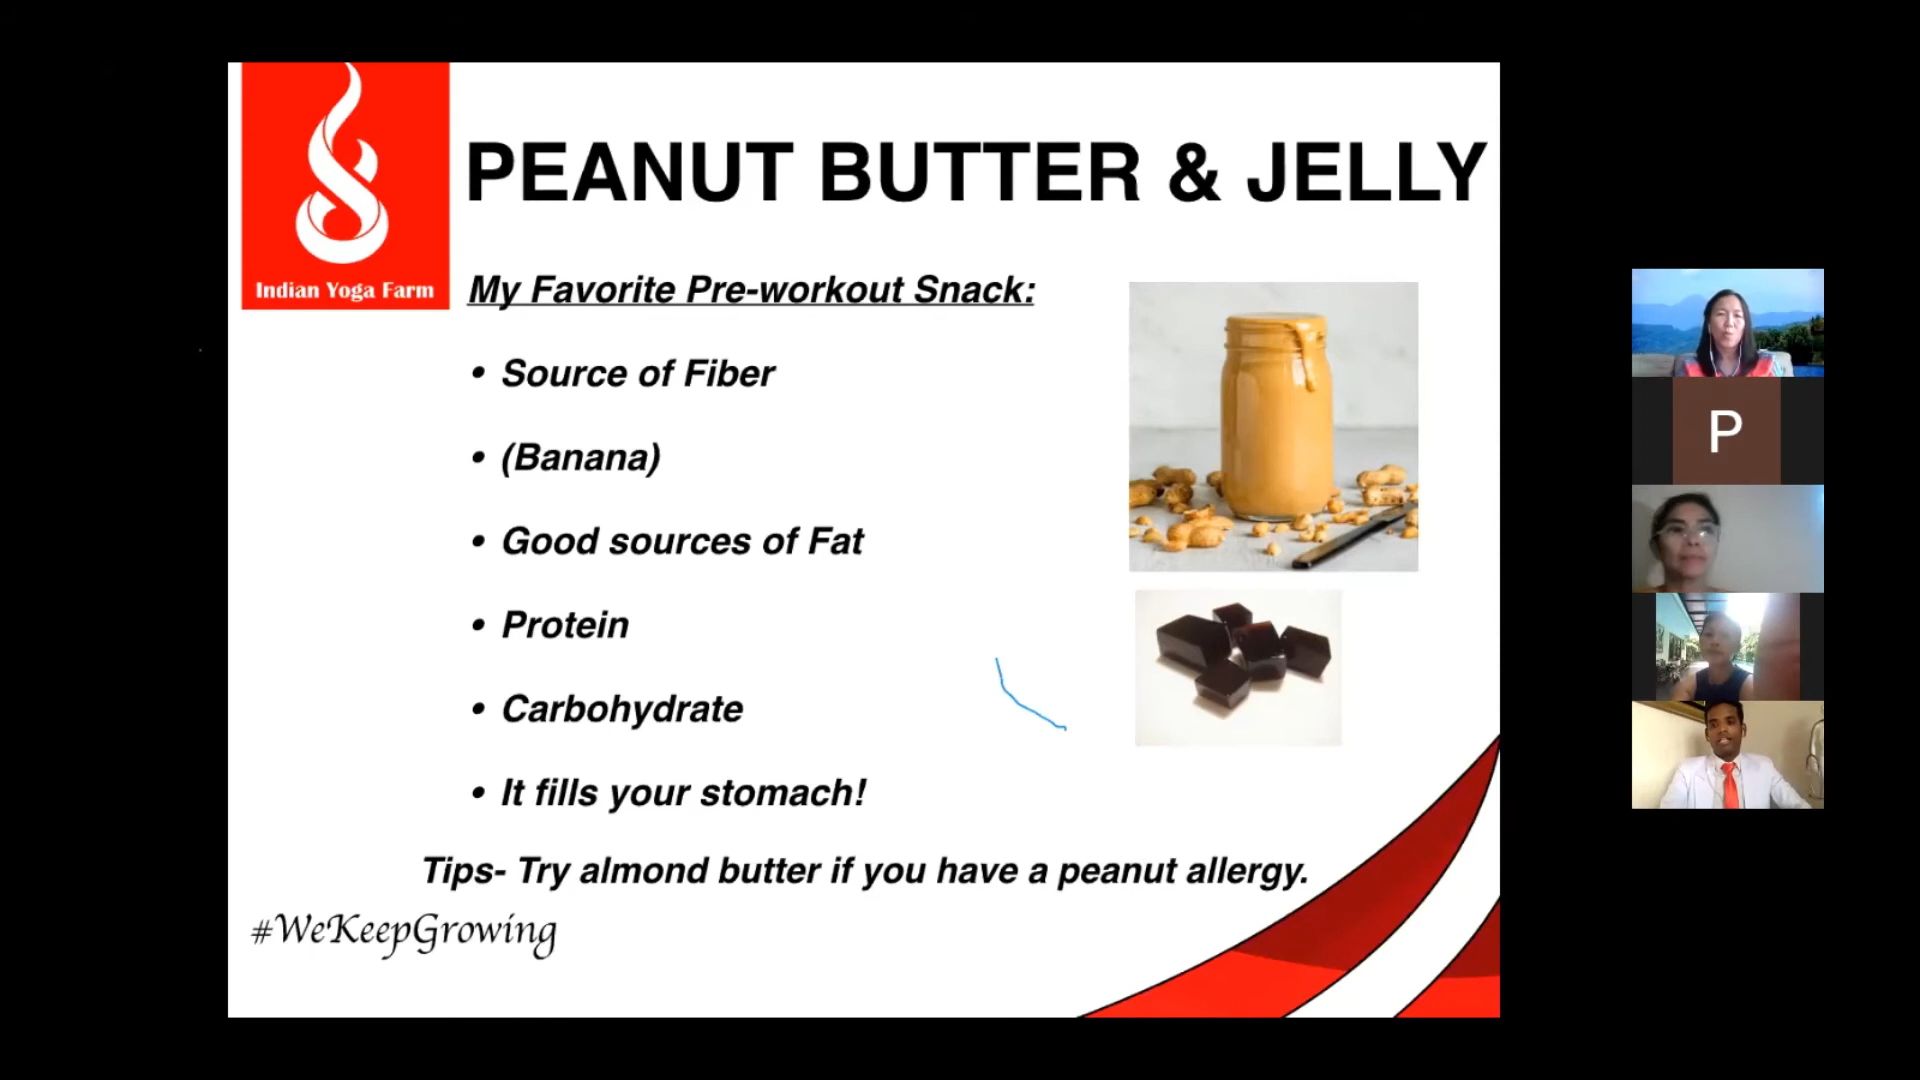 PEANUT BUTTER & JELLY
Indian Yoga Farm
My Favorite Pre-workout Snack:
• Source of Fiber
• (Banana)
• Good sources of Fat
• Protein
• Carbohydrate
• It fills your stomach!
Tips- Try almond butter if you have a peanut allergy.
#WeKeepGrowing
P